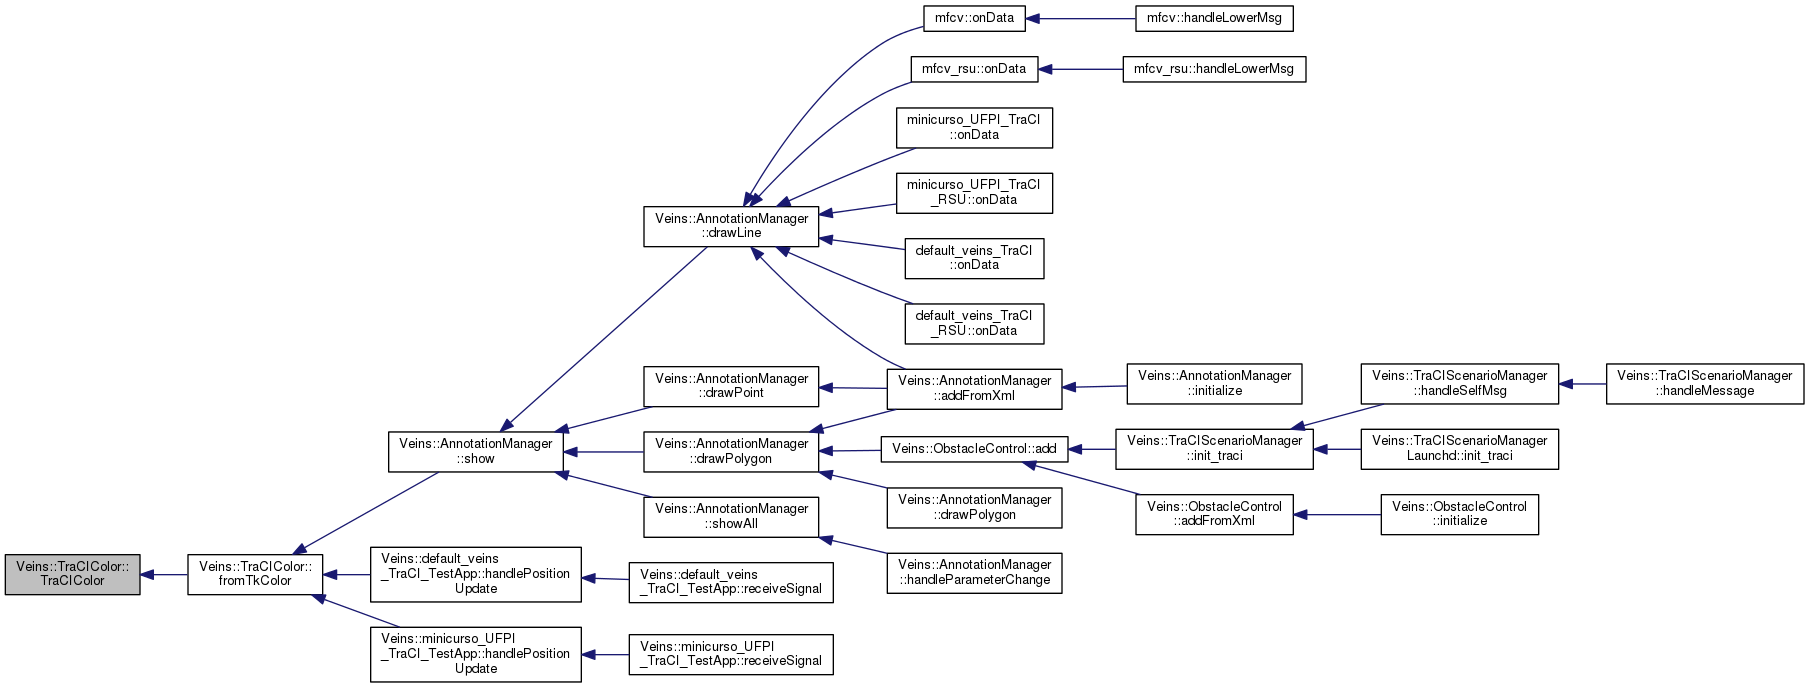 mfcv::onData
mfcv::handleLowerMsg
mfcv_rsu::onData
mfcv_rsu::handleLowerMsg
minicurso_UFPI_TraCI
::onData
minicurso_UFPI_TraCI
_RSU::onData
Veins::AnnotationManager
::drawLine
default_veins_TraCI
::onData
default_veins_TraCI
_RSU::onData
Veins::AnnotationManager
::drawPoint
Veins::AnnotationManager
::addFromXml
Veins::AnnotationManager
::initialize
Veins::TraCIScenarioManager
::handleSelfMsg
Veins::TraCIScenarioManager
::handleMessage
Veins::AnnotationManager
::show
Veins::AnnotationManager
::drawPolygon
Veins::ObstacleControl::add
Veins::TraCIScenarioManager
::init_traci
Veins::TraCIScenarioManager
Launchd::init_traci
Veins::AnnotationManager
::showAll
Veins::AnnotationManager
::drawPolygon
Veins::ObstacleControl
::addFromXml
Veins::ObstacleControl
::initialize
Veins::TraCIColor::
TraCIColor
Veins::TraCIColor::
fromTkColor
Veins::default_veins
_TraCI_TestApp::handlePosition
Update
Veins::default_veins
_TraCI_TestApp::receiveSignal
Veins::AnnotationManager
::handleParameterChange
Veins::minicurso_UFPI
_TraCI_TestApp::handlePosition
Update
Veins::minicurso_UFPI
_TraCI_TestApp::receiveSignal